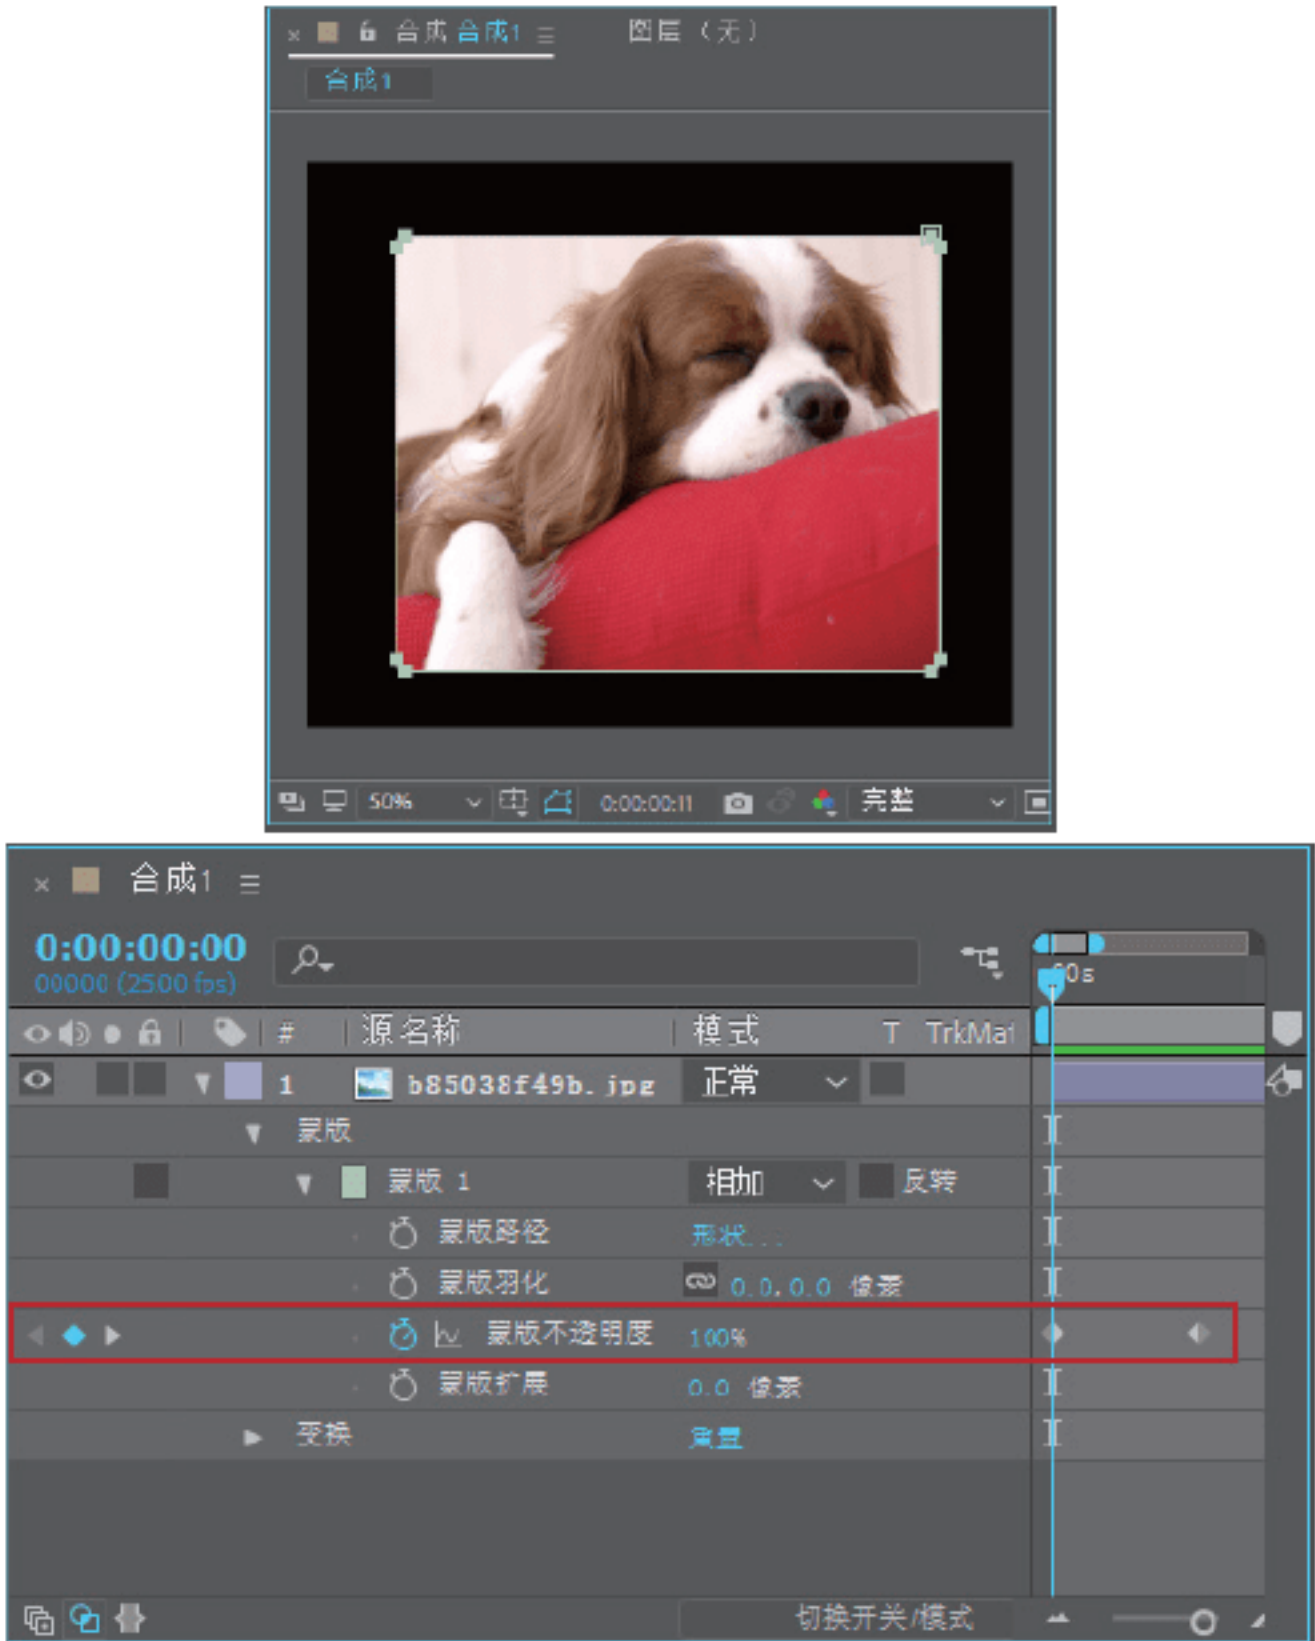 合成 合成1
图层 (无)
合成1
50%
0:00:00:11
完整
合成1
0:00:00:00
00000 (2500 fps)
00s
# 源名称 模式 T TrkMat
1 b85038f49b.jpg 正常
蒙版
蒙版 1 相加 反转
蒙版路径 形状...
蒙版羽化 0.0,0.0 像素
蒙版不透明度 100%
蒙版扩展 0.0 像素
变换 重置
切换开关/模式